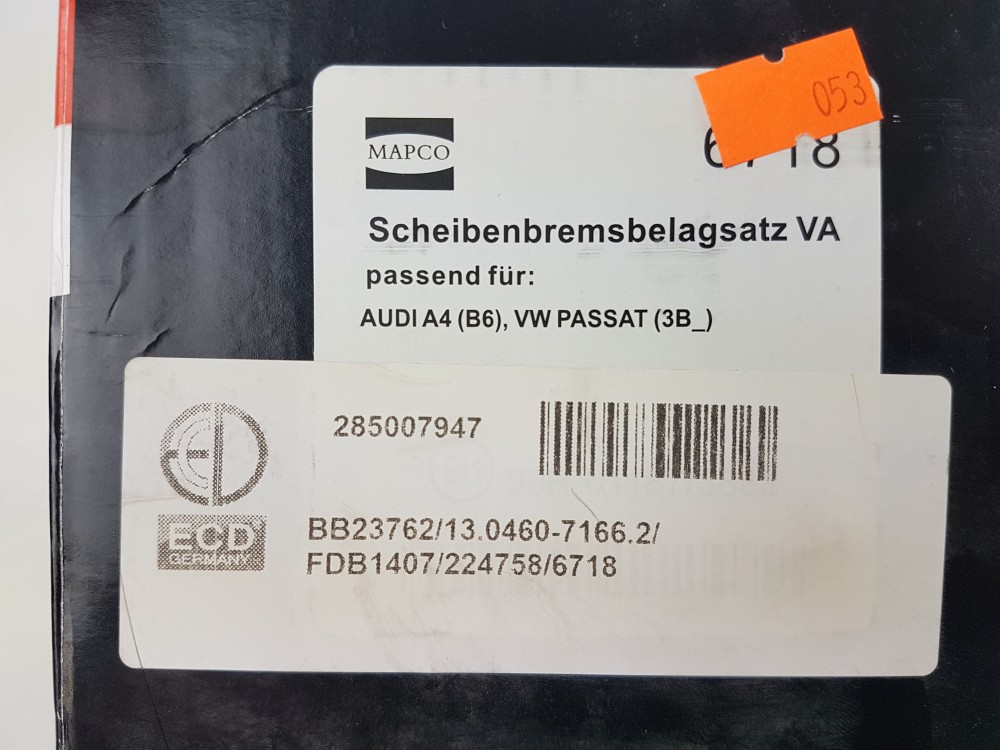 053
MAPCO
6718
Scheibenbremsbelagsatz VA
passend für:
AUDI A4 (B6), VW PASSAT (3B_)
285007947
ECD
GERMANY
BB23762/13.0460-7166.2/
FDB1407/224758/6718